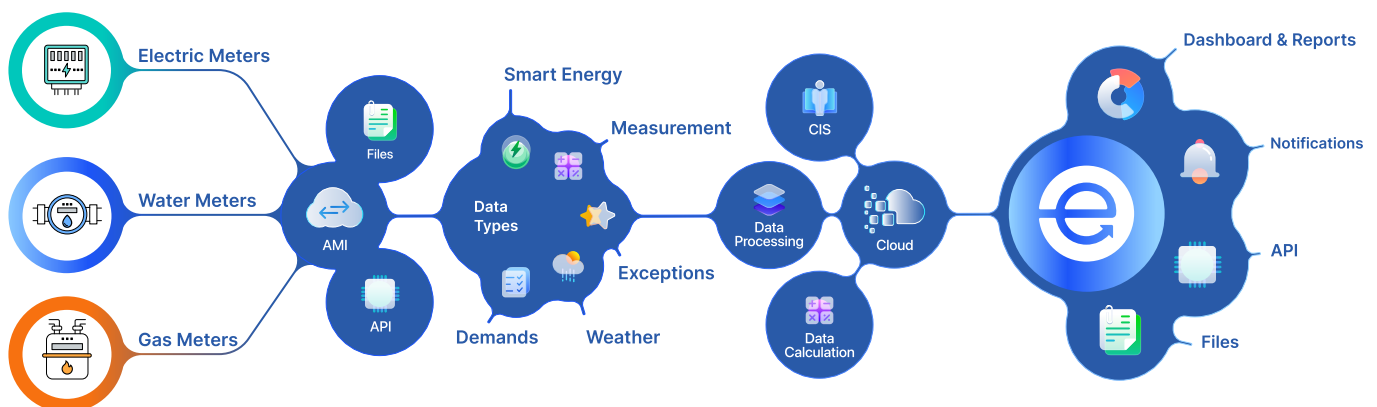 Electric Meters
Water Meters
Gas Meters
Files
AMI
API
Smart Energy
Measurement
Data
Types
Exceptions
Demands
Weather
CIS
Data
Processing
Cloud
Data
Calculation
Dashboard & Reports
Notifications
API
Files